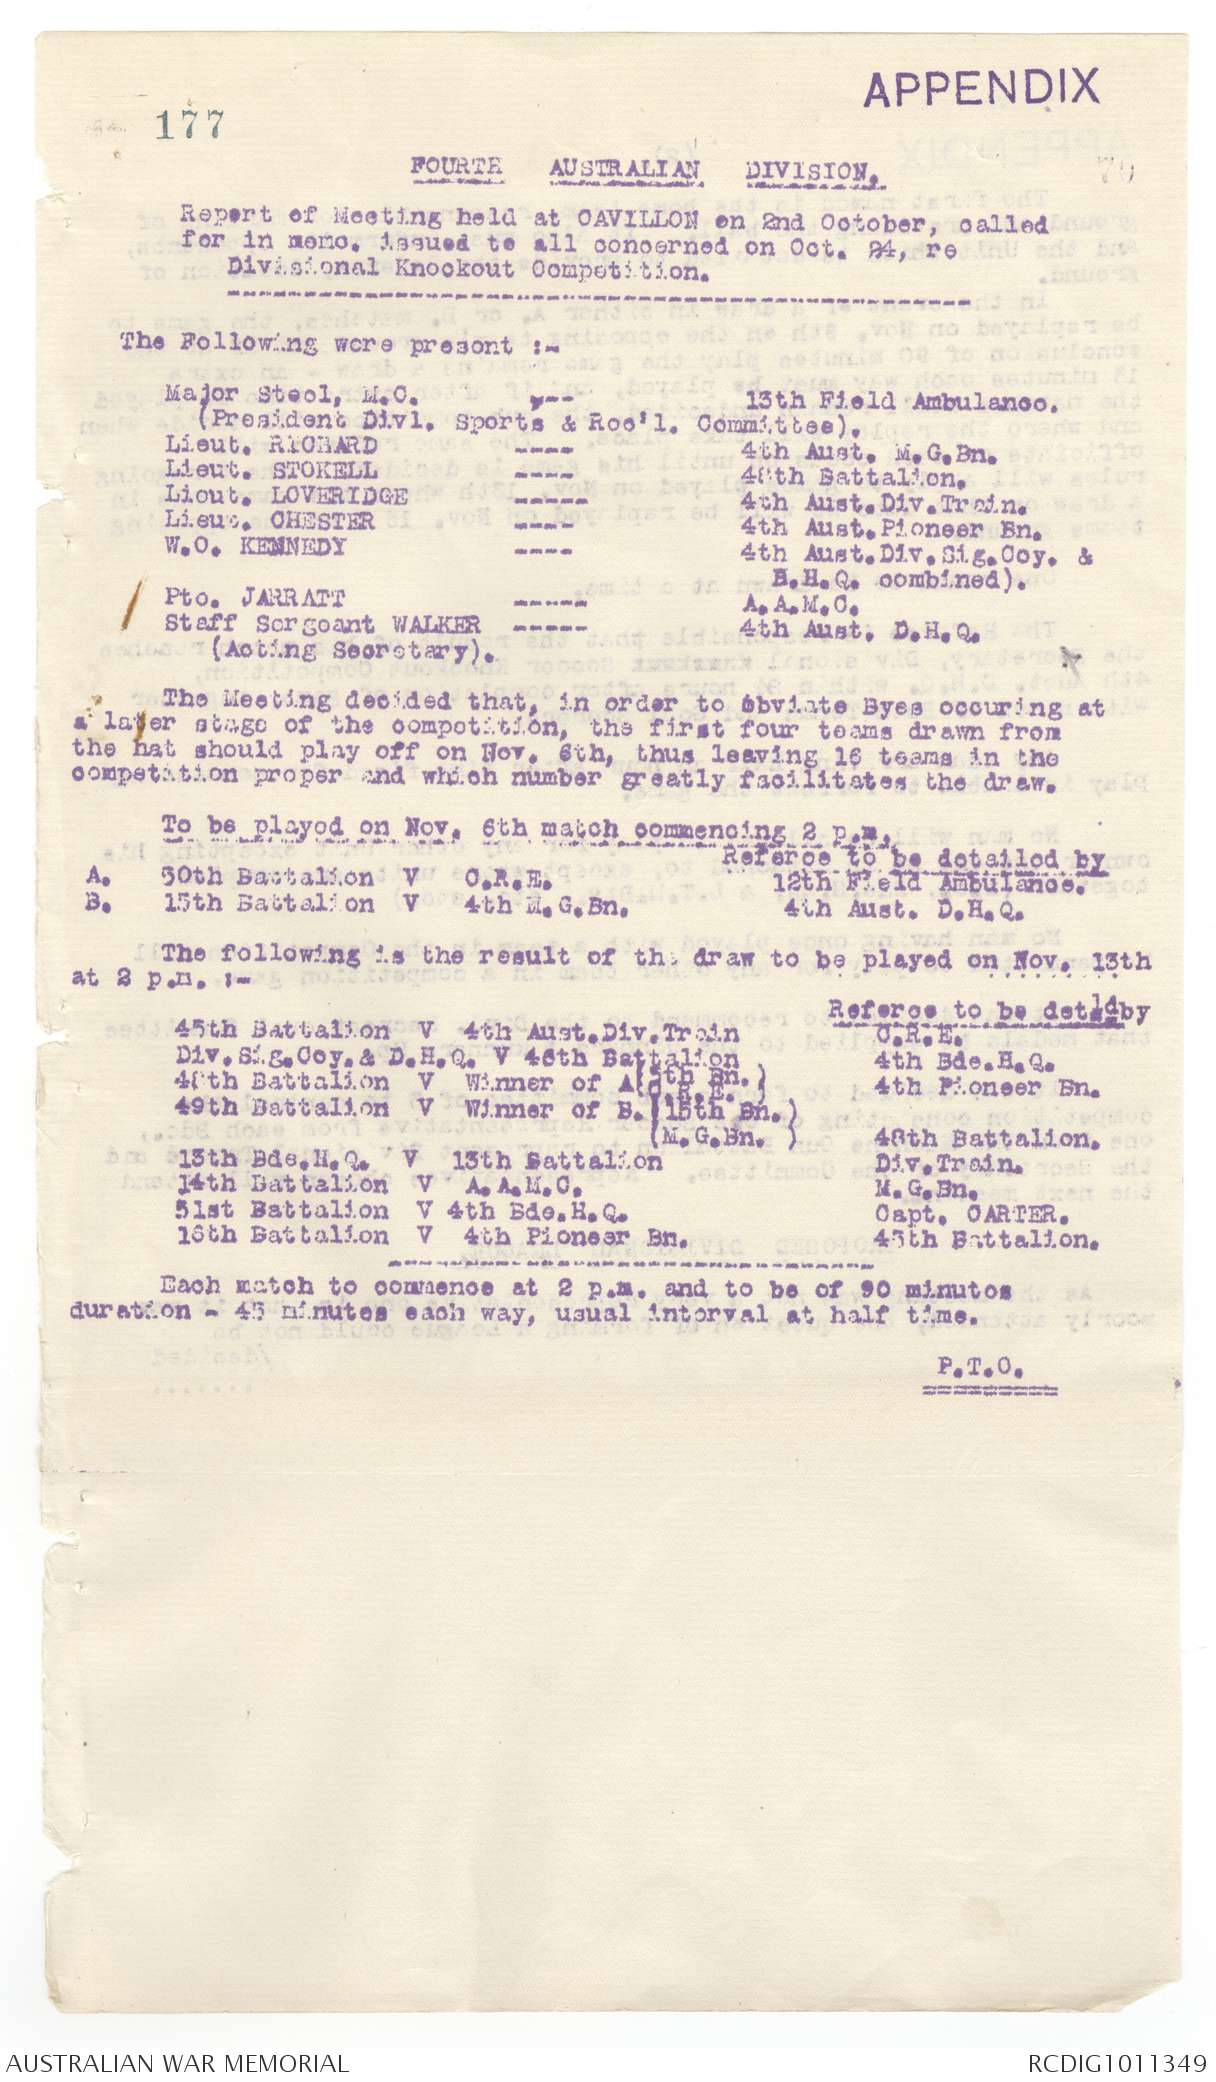 APPENDIX
177
70
FOURTH AUSTRALIAN DIVISION.
Report of Meeting held at CAVILLON on 2nd October, called
for in memo. issued to all concerned on Oct. 24, re
Divisional Knockout Competition.
The Following were present :-
Major Steel, M.C. ---- 13th Field Ambulance.
(President Divl. Sports & Rec'l. Committee).
Lieut. RICHARD ---- 4th Aust. M.G.Bn.
Lieut. STOKELL ---- 48th Battalion.
Lieut. LOVERIDGE ----- 4th Aust.Div.Train.
Lieut. CHESTER ---- 4th Aust.Pioneer Bn.
W.O. KENNEDY ---- 4th Aust.Div.Sig.Coy. &
H.H.Q. combined).
Pte. JARRATT ----- A.A.M.C.
Staff Sergeant WALKER ----- 4th Aust. D.H.Q.
(Acting Secretary).
The Meeting decided that, in order to obviate Byes occuring at
a later stage of the competition, the first four teams drawn from
the hat should play off on Nov. 6th, thus leaving 16 teams in the
competition proper and which number greatly facilitates the draw.
To be played on Nov. 6th match commencing 2 p.m.
Referee to be detailed by
A. 50th Battalion V C.R.E. 12th Field Ambulance.
B. 15th Battalion V 4th M.G.Bn. 4th Aust. D.H.Q.
The following is the result of the draw to be played on Nov. 13th
at 2 p.m. :-
Referee to be detld by
45th Battalion V 4th Aust.Div.Train C.R.E.
Div.Sig.Coy.& D.H.Q. V 46th Battalion 4th Bde.H.Q.
48th Battalion V Winner of A( th Bn. ) 4th Pioneer Bn.
.R.E.
49th Battalion V Winner of B.(15th Bn.)
(M.G.Bn. ) 48th Battalion.
13th Bde.H.Q. V 13th Battalion Div.Train.
14th Battalion V A.A.M.C. M.G.Bn.
51st Battalion V 4th Bde.H.Q. Capt. CARTER.
16th Battalion V 4th Pioneer Bn. 45th Battalion.
Each match to commence at 2 p.m. and to be of 90 minutes
duration - 45 minutes each way, usual interval at half time.
P.T.O.
AUSTRALIAN WAR MEMORIAL
RCDIG1011349